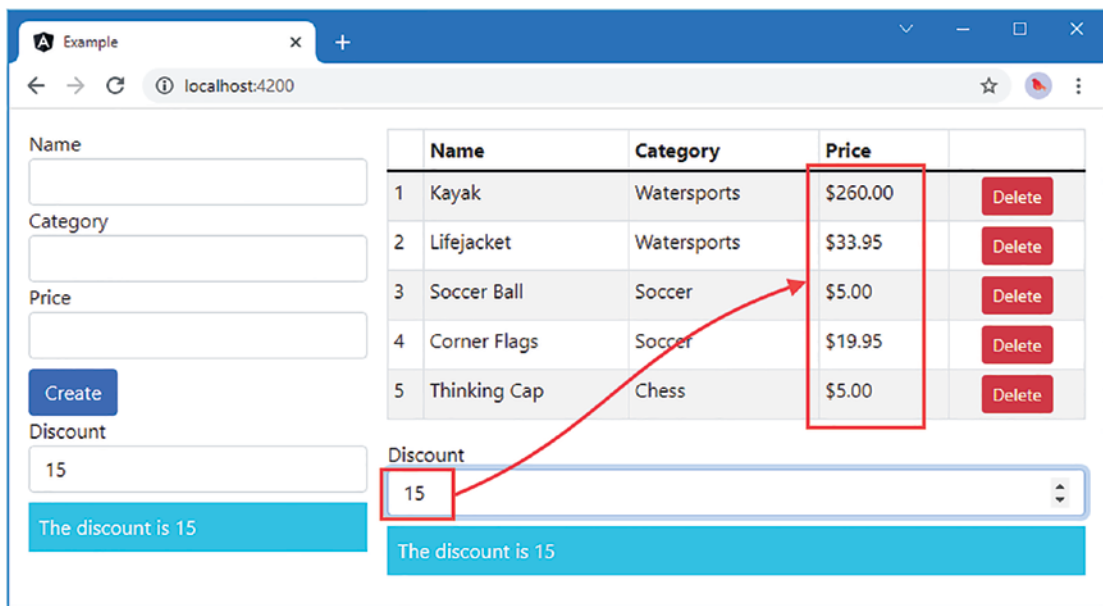 Example
localhost:4200
Name
Category
Price
Create
Discount
15
The discount is 15
Name Category Price
1 Kayak Watersports $260.00 Delete
2 Lifejacket Watersports $33.95 Delete
3 Soccer Ball Soccer $5.00 Delete
4 Corner Flags Soccer $19.95 Delete
5 Thinking Cap Chess $5.00 Delete
Discount
15
The discount is 15